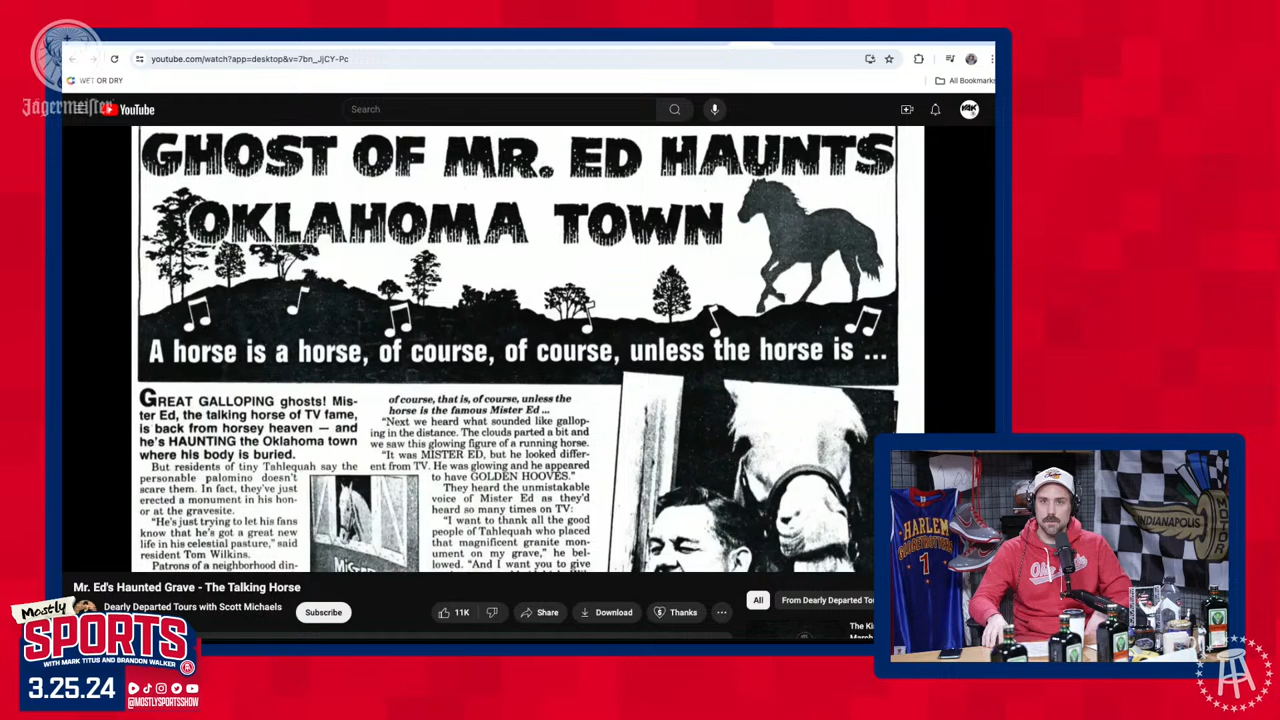 youtube.com/watch?app=desktop&v=7bn_JjCY-Pc
WET OR DRY
All Bookmarks
Jägermeister
YouTube
Search
GHOST OF MR. ED HAUNTS
OKLAHOMA TOWN
A horse is a horse, of course, of course, unless the horse is ...
GREAT GALLOPING ghosts! Mis-
ter Ed, the talking horse of TV fame,
is back from horsey heaven — and
he's HAUNTING the Oklahoma town
where his body is buried.
But residents of tiny Tahlequah say the
personable palomino doesn't
scare them. In fact, they've just
erected a monument in his hon-
or at the gravesite.
"He's just trying to let his fans
know that he's got a great new
life in his celestial pasture," said
resident Tom Wilkins.
Patrons of a neighborhood din-
of course, that is, of course, unless the
horse is the famous Mister Ed ...
"Next we heard what sounded like gallop-
ing in the distance. The clouds parted a bit and
we saw this glowing figure of a running horse.
"It was MISTER ED, but he looked differ-
ent from TV. He was glowing and he appeared
to have GOLDEN HOOVES."
They heard the unmistakable
voice of Mister Ed as they'd
heard so many times on TV:
"I want to thank all the good
people of Tahlequah who placed
that magnificent granite mon-
ument on my grave," he bel-
lowed. "And I want you to give
Mr. Ed's Haunted Grave - The Talking Horse
Dearly Departed Tours with Scott Michaels
Subscribe
11K
Share
Download
Thanks
All
From Dearly Departed Tou
The Ki
HARLEM
GLOBETROTTERS
1
INDIANAPOLIS
Mostly
SPORTS
WITH MARK TITUS AND BRANDON WALKER
3.25.24
@MOSTLYSPORTSSHOW